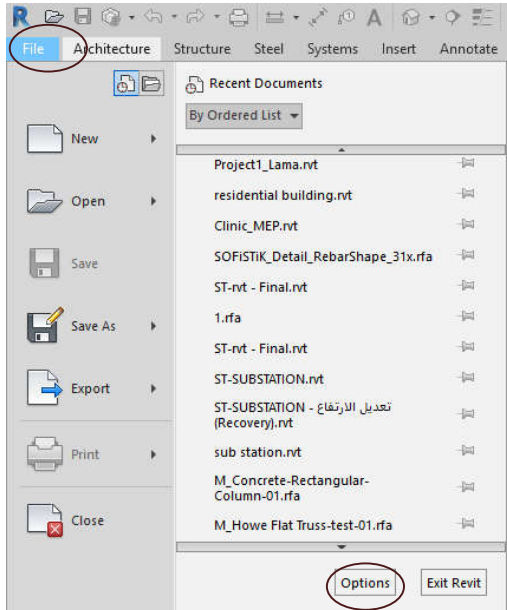 R
A
File Architecture Structure Steel Systems Insert Annotate
Recent Documents
By Ordered List
New
Open
Save
Save As
Export
Print
Close
Project1_Lama.rvt
residential building.rvt
Clinic_MEP.rvt
SOFiSTiK_Detail_RebarShape_31x.rfa
ST-rvt - Final.rvt
1.rfa
ST-rvt - Final.rvt
ST-SUBSTATION.rvt
ST-SUBSTATION - تعديل الارتفاع
(Recovery).rvt
sub station.rvt
M_Concrete-Rectangular-
Column-01.rfa
M_Howe Flat Truss-test-01.rfa
Options Exit Revit